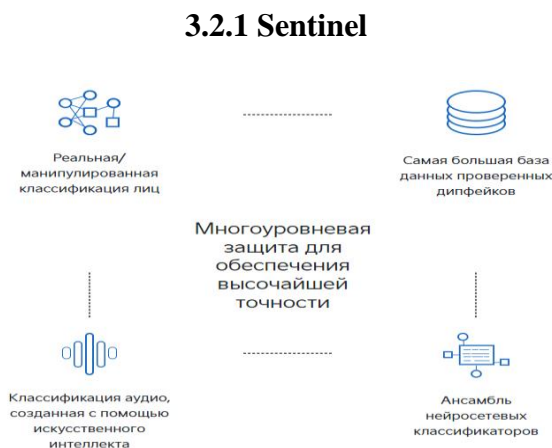 3.2.1 Sentinel
Реальная/
манипулированная
классификация лиц
Самая большая база
данных проверенных
дипфейков
Многоуровневая
защита для
обеспечения
высочайшей
точности
Классификация аудио,
созданная с помощью
искусственного
интеллекта
Ансамбль
нейросетевых
классификаторов